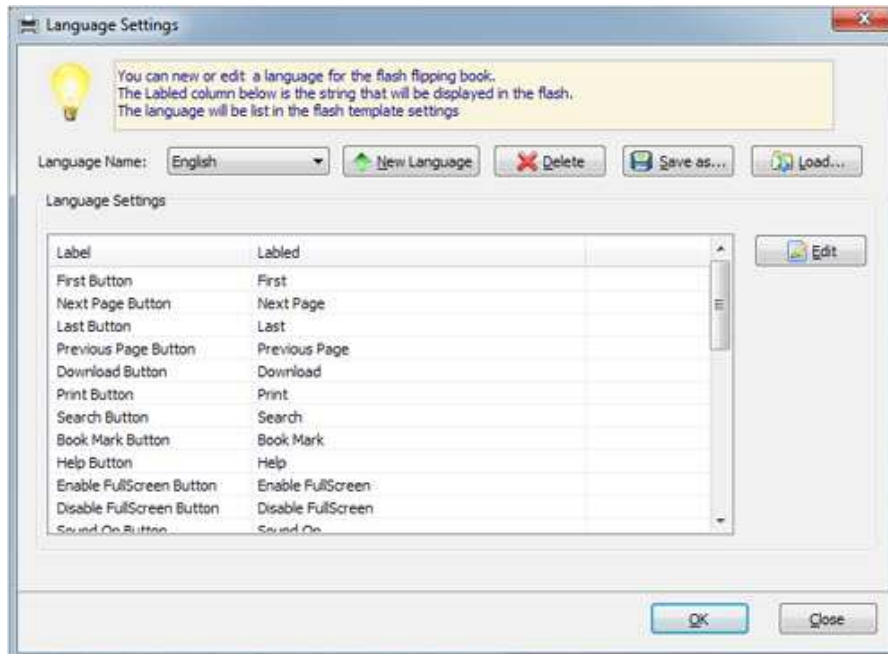 Language Settings
You can new or edit a language for the flash flipping book.
The Labled column below is the string that will be displayed in the flash.
The language will be list in the flash template settings
Language Name: English New Language Delete Save as... Load...
Language Settings
Label Labled
Edit
First Button First
Next Page Button Next Page
Last Button Last
Previous Page Button Previous Page
Download Button Download
Print Button Print
Search Button Search
Book Mark Button Book Mark
Help Button Help
Enable FullScreen Button Enable FullScreen
Disable FullScreen Button Disable FullScreen
Sound On Button Sound On
OK Close